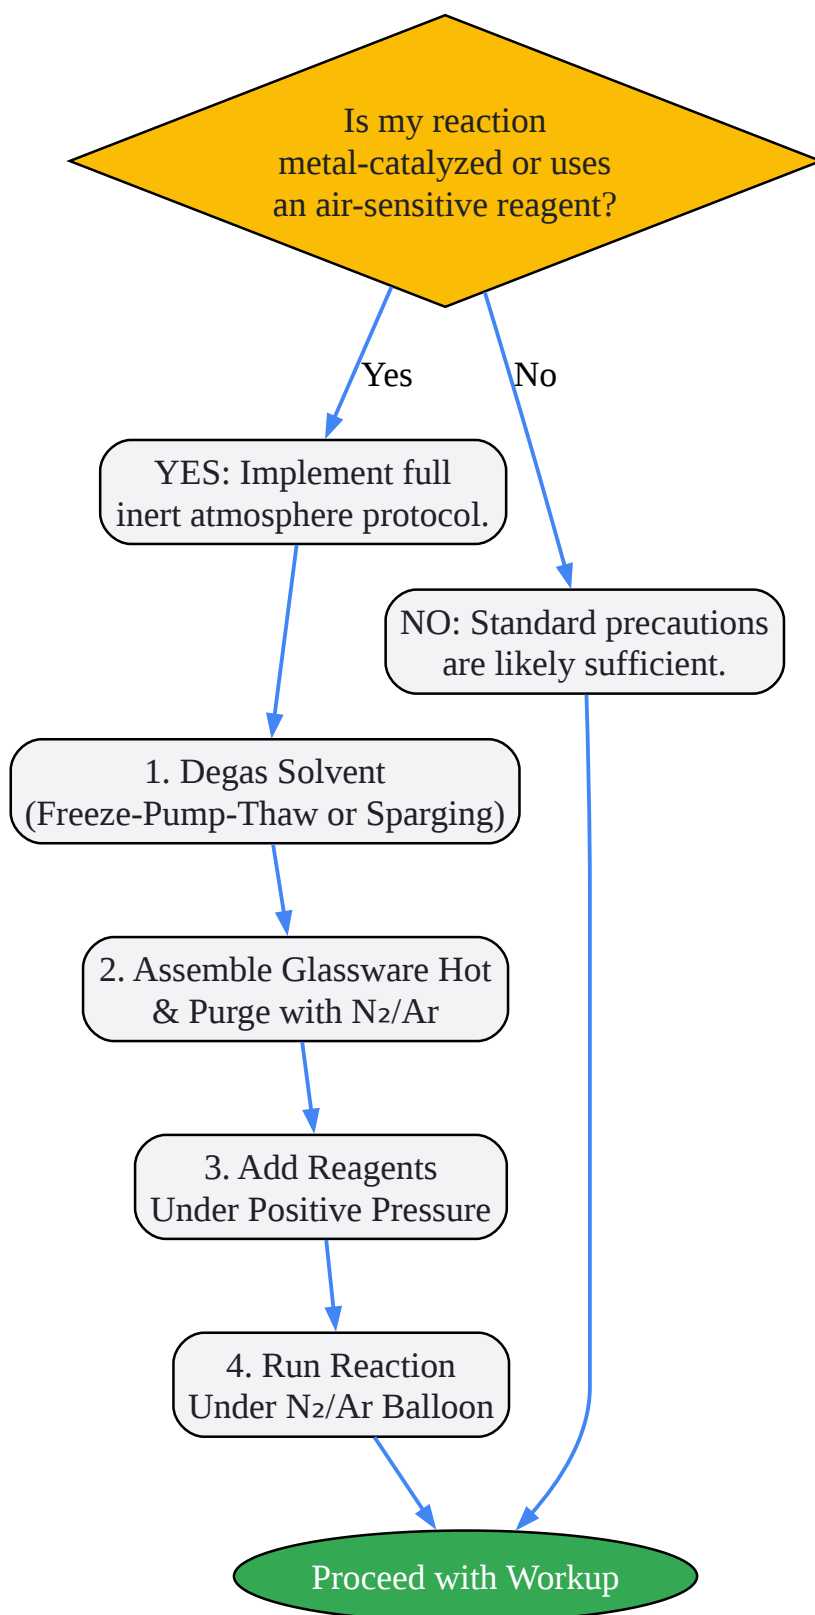 Is my reaction
metal-catalyzed or uses
an air-sensitive reagent?
Yes
No
YES: Implement full
inert atmosphere protocol.
NO: Standard precautions
are likely sufficient.
1. Degas Solvent
(Freeze-Pump-Thaw or Sparging)
2. Assemble Glassware Hot
& Purge with N₂/Ar
3. Add Reagents
Under Positive Pressure
4. Run Reaction
Under N₂/Ar Balloon
Proceed with Workup